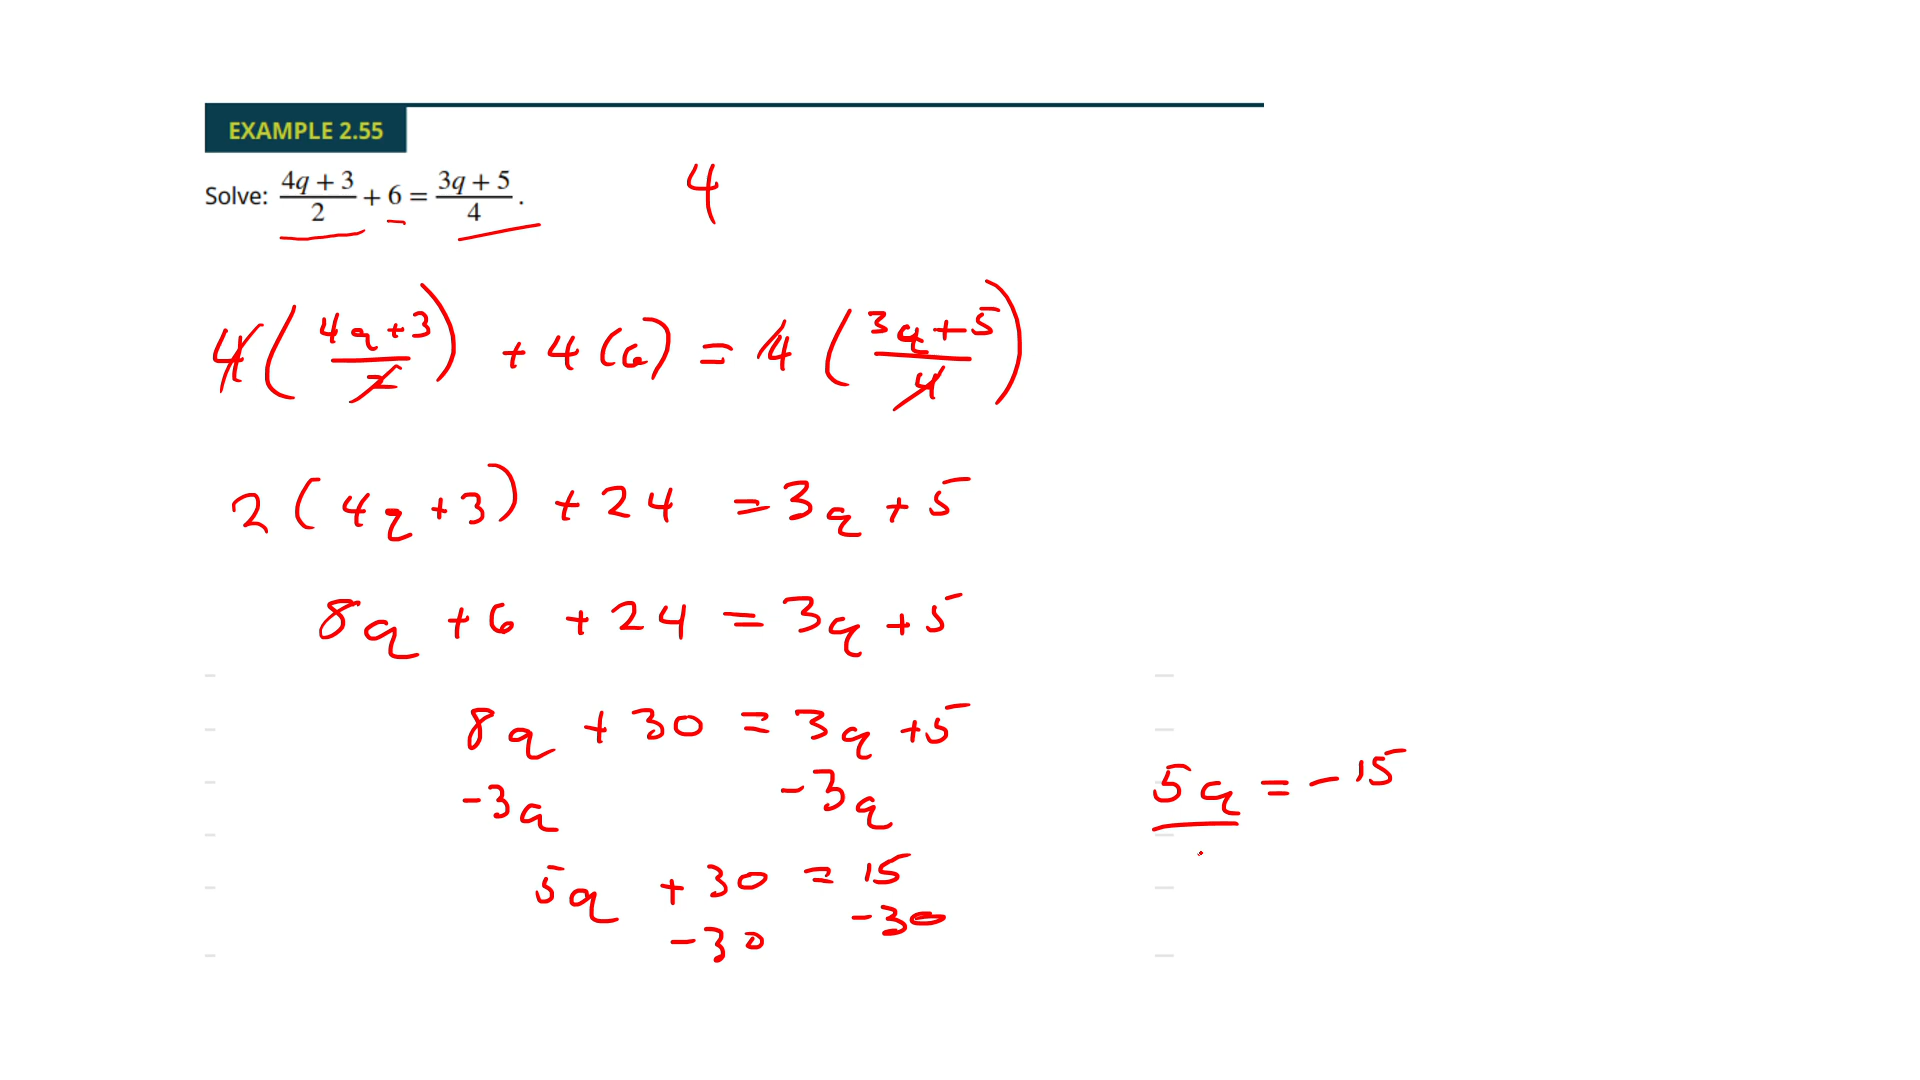 EXAMPLE 2.55
Solve: (4q + 3)/2 + 6 = (3q + 5)/4 .
4
4((4q+3)/2) + 4(6) = 4((3q+5)/4)
2(4q+3) + 24 = 3q + 5
8q + 6 + 24 = 3q + 5
8q + 30 = 3q + 5
-3q -3q
5q + 30 = 15
-30 -30
5q = -15